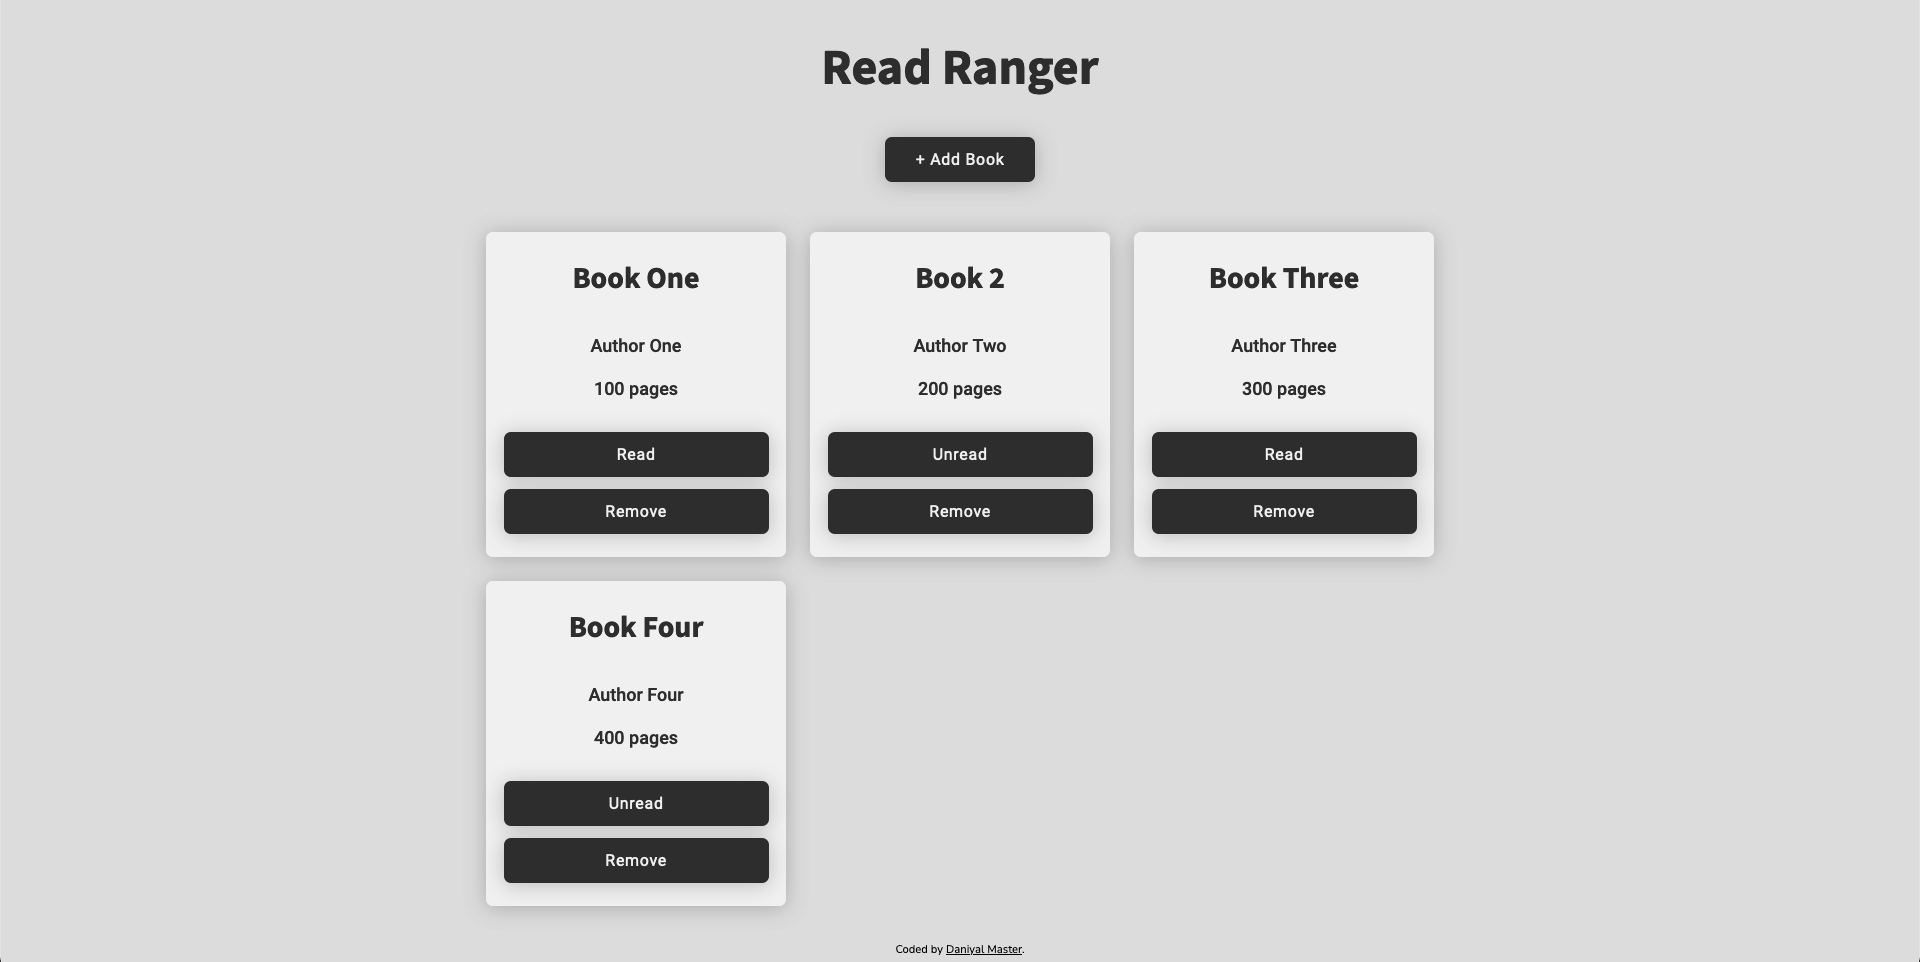 Read Ranger
+ Add Book
Book One
Author One
100 pages
Read
Remove
Book 2
Author Two
200 pages
Unread
Remove
Book Three
Author Three
300 pages
Read
Remove
Book Four
Author Four
400 pages
Unread
Remove
Coded by Daniyal Master.